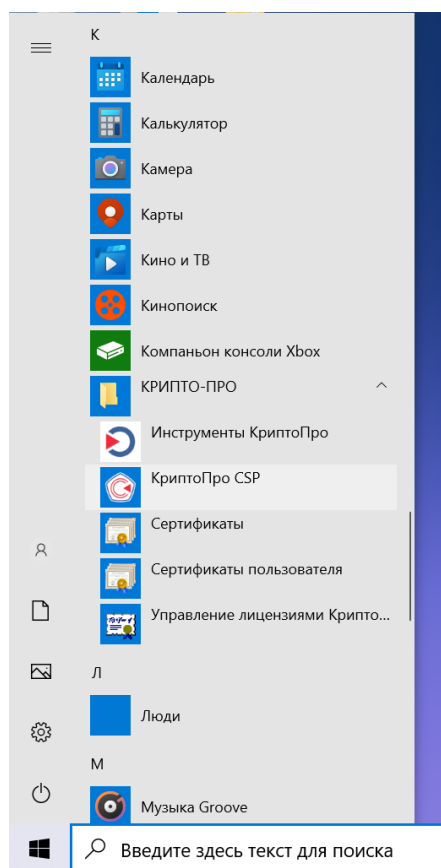 К
Календарь
Калькулятор
Камера
Карты
Кино и ТВ
Кинопоиск
Компаньон консоли Xbox
КРИПТО-ПРО
Инструменты КриптоПро
КриптоПро CSP
Сертификаты
Сертификаты пользователя
Управление лицензиями Крипто...
Л
Люди
М
Музыка Groove
Введите здесь текст для поиска